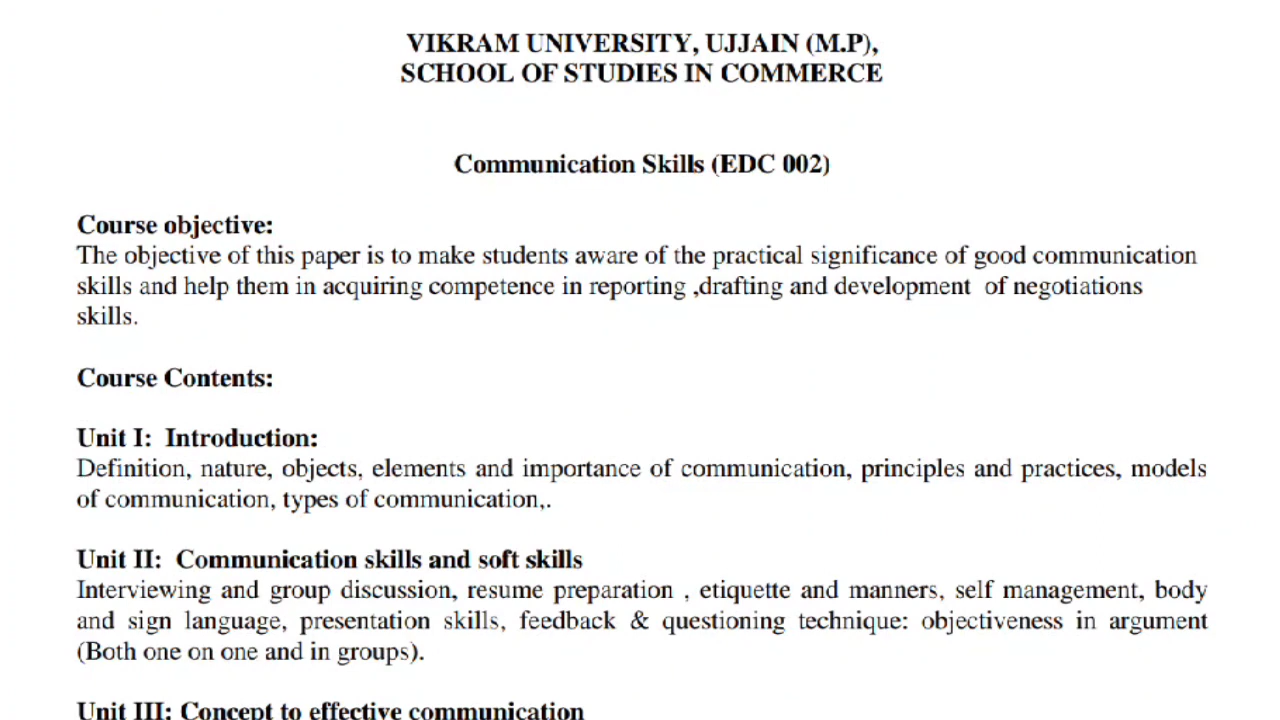 VIKRAM UNIVERSITY, UJJAIN (M.P),
SCHOOL OF STUDIES IN COMMERCE
Communication Skills (EDC 002)
Course objective:
The objective of this paper is to make students aware of the practical significance of good communication
skills and help them in acquiring competence in reporting ,drafting and development  of negotiations
skills.
Course Contents:
Unit I:  Introduction:
Definition, nature, objects, elements and importance of communication, principles and practices, models
of communication, types of communication,.
Unit II:  Communication skills and soft skills
Interviewing and group discussion, resume preparation , etiquette and manners, self management, body
and sign language, presentation skills, feedback & questioning technique: objectiveness in argument
(Both one on one and in groups).
Unit III: Concept to effective communication